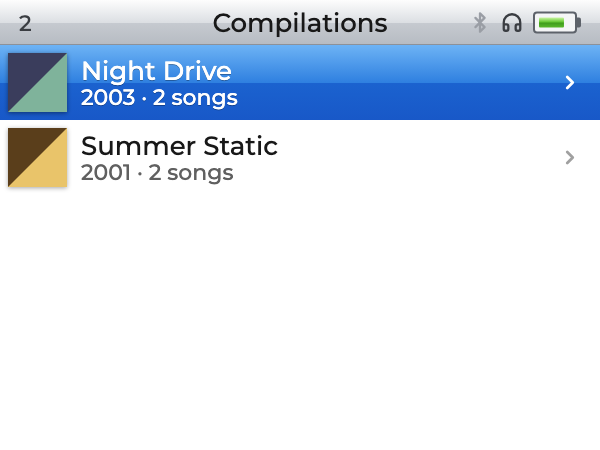 2
Compilations
Night Drive
2003 · 2 songs
Summer Static
2001 · 2 songs